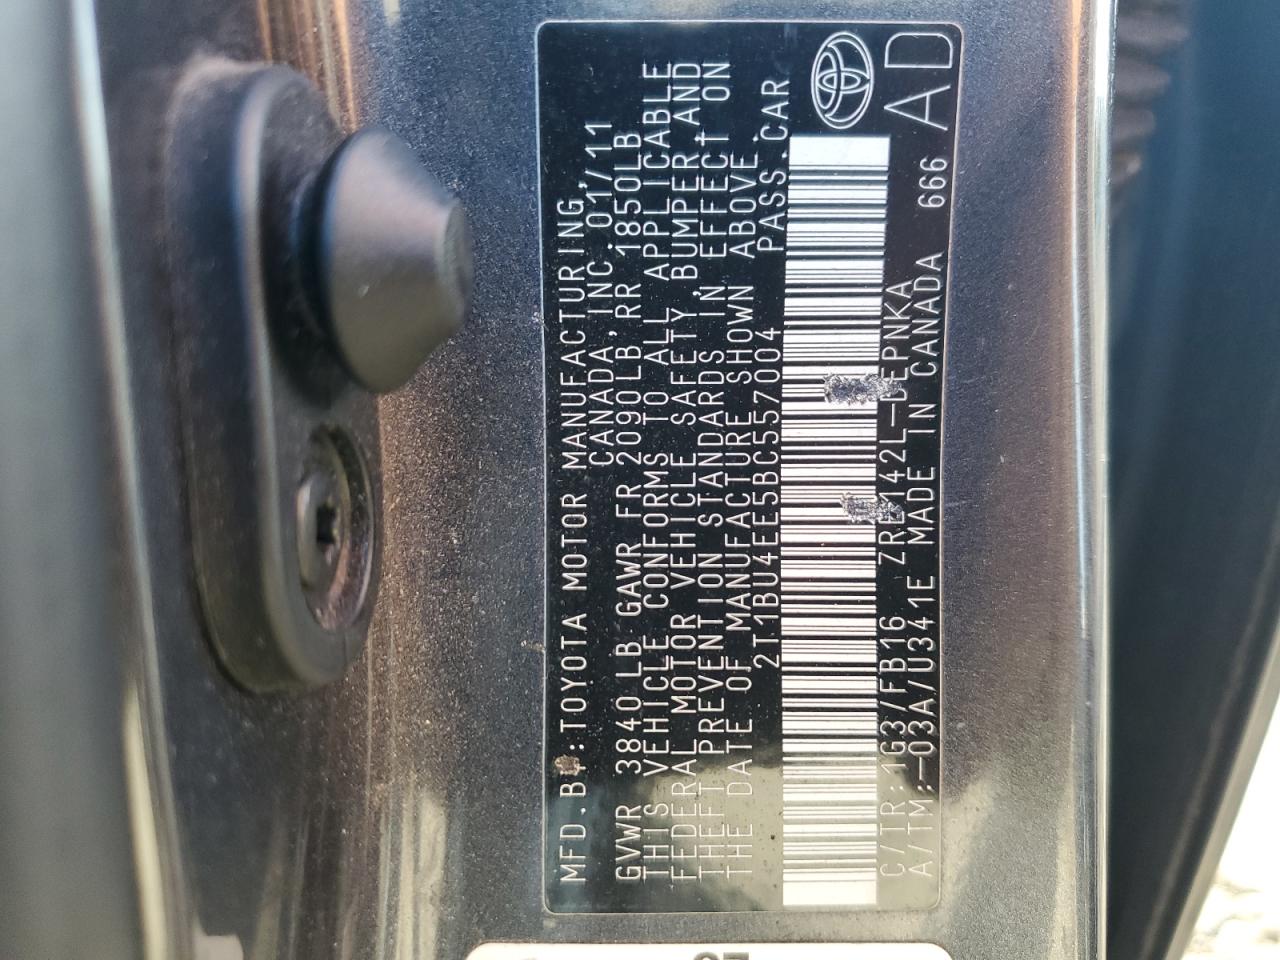 MFD.BY:TOYOTA MOTOR MANUFACTURING,
CANADA,INC.01/11
GVWR 3840 LB GAWR FR 2090LB,RR 1850LB
THIS VEHICLE CONFORMS TO ALL APPLICABLE
FEDERAL MOTOR VEHICLE SAFETY,BUMPER,AND
THEFT PREVENTION STANDARDS IN EFFECT ON
THE DATE OF MANUFACTURE SHOWN ABOVE.
2T1BU4EE5BC557004 PASS.CAR
C/TR:1G3/FB16 ZRE142L-DEPNKA
A/TM:-03A/U341E MADE IN CANADA 666
AD